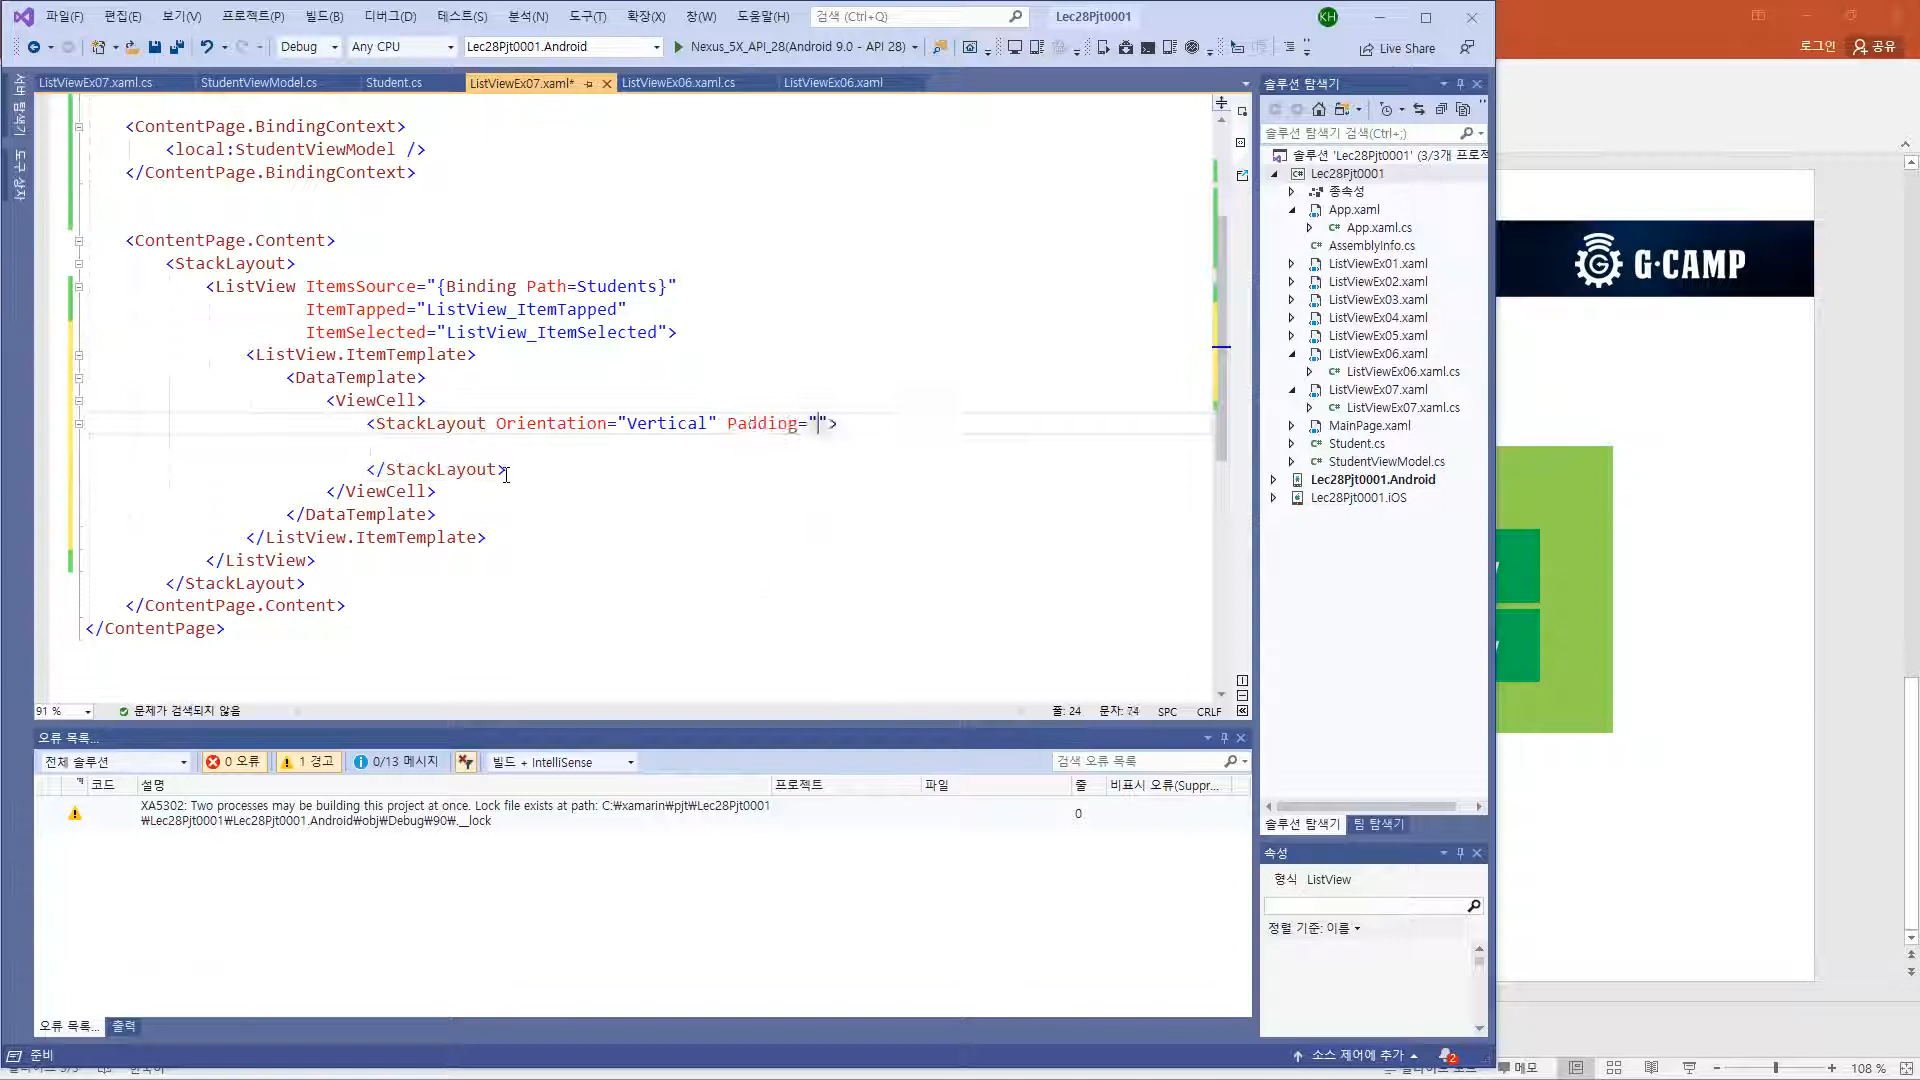 파일(F) 편집(E) 보기(V) 프로젝트(P) 빌드(B) 디버그(D) 테스트(S) 분석(N) 도구(T) 확장(X) 창(W) 도움말(H) 검색 (Ctrl+Q) Lec28Pjt0001 KH
로그인 공유
Debug Any CPU Lec28Pjt0001.Android Nexus_5X_API_28(Android 9.0 - API 28) Live Share
서버 탐색기
도구 상자
ListViewEx07.xaml.cs StudentViewModel.cs Student.cs ListViewEx07.xaml* ListViewEx06.xaml.cs ListViewEx06.xaml
<ContentPage.BindingContext>
<local:StudentViewModel />
</ContentPage.BindingContext>
<ContentPage.Content>
<StackLayout>
<ListView ItemsSource="{Binding Path=Students}"
ItemTapped="ListView_ItemTapped"
ItemSelected="ListView_ItemSelected">
<ListView.ItemTemplate>
<DataTemplate>
<ViewCell>
<StackLayout Orientation="Vertical" Padding="">
</StackLayout>
</ViewCell>
</DataTemplate>
</ListView.ItemTemplate>
</ListView>
</StackLayout>
</ContentPage.Content>
</ContentPage>
91 % 문제가 검색되지 않음 줄: 24 문자: 74 SPC CRLF
솔루션 탐색기
솔루션 탐색기 검색(Ctrl+;)
솔루션 'Lec28Pjt0001' (3/3개 프로젝
Lec28Pjt0001
종속성
App.xaml
App.xaml.cs
AssemblyInfo.cs
ListViewEx01.xaml
ListViewEx02.xaml
ListViewEx03.xaml
ListViewEx04.xaml
ListViewEx05.xaml
ListViewEx06.xaml
ListViewEx06.xaml.cs
ListViewEx07.xaml
ListViewEx07.xaml.cs
MainPage.xaml
Student.cs
StudentViewModel.cs
Lec28Pjt0001.Android
Lec28Pjt0001.iOS
솔루션 탐색기 팀 탐색기
속성
형식 ListView
정렬 기준: 이름
G·CAMP
오류 목록...
전체 솔루션 0 오류 1 경고 0/13 메시지 빌드 + IntelliSense 검색 오류 목록
코드 설명 프로젝트 파일 줄 비표시 오류(Suppr...
XA5302: Two processes may be building this project at once. Lock file exists at path: C:₩xamarin₩pjt₩Lec28Pjt0001
₩Lec28Pjt0001₩Lec28Pjt0001.Android₩obj₩Debug₩90₩.__lock
0
오류 목록... 출력
준비 소스 제어에 추가 2
메모 108 %